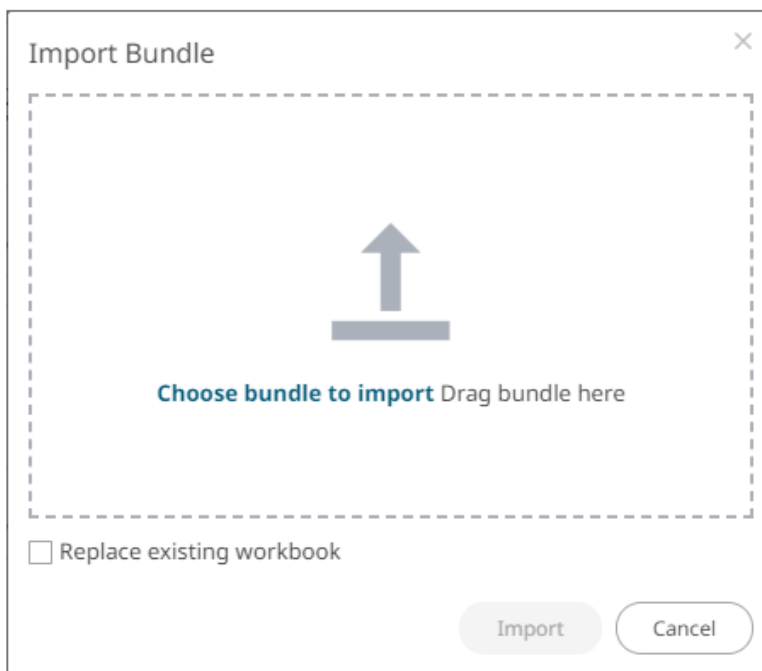 Import Bundle
Choose bundle to import Drag bundle here
Replace existing workbook
Import
Cancel